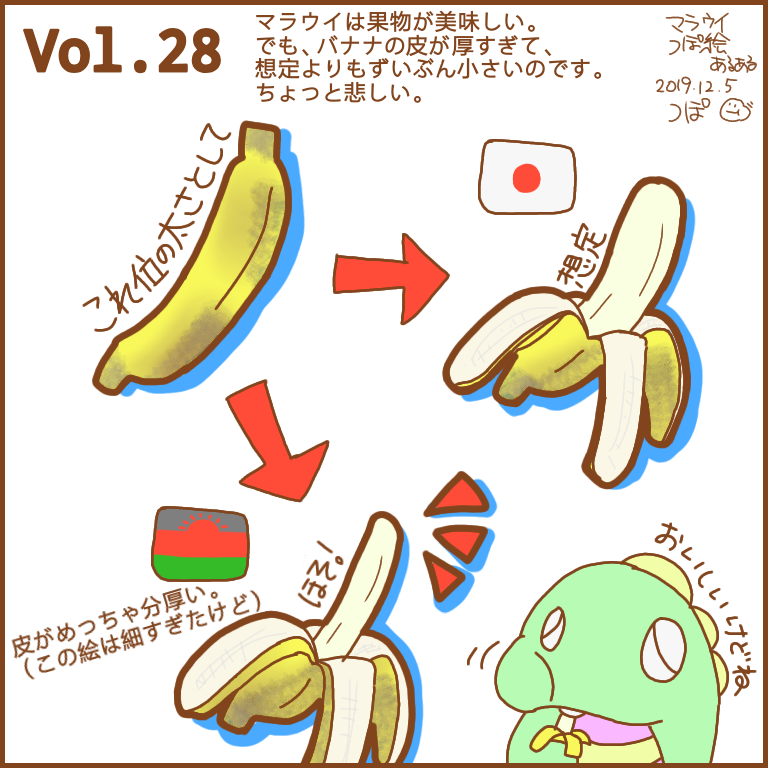 Vol.28
マラウイは果物が美味しい。
でも、バナナの皮が厚すぎて、
想定よりもずいぶん小さいのです。
ちょっと悲しい。
マラウイ
つぽ絵
あるある
2019.12.5
つぽ
これ位の太さとして
想定
ほそ!
皮がめっちゃ分厚い。
(この絵は細すぎたけど)
おいしいけどね